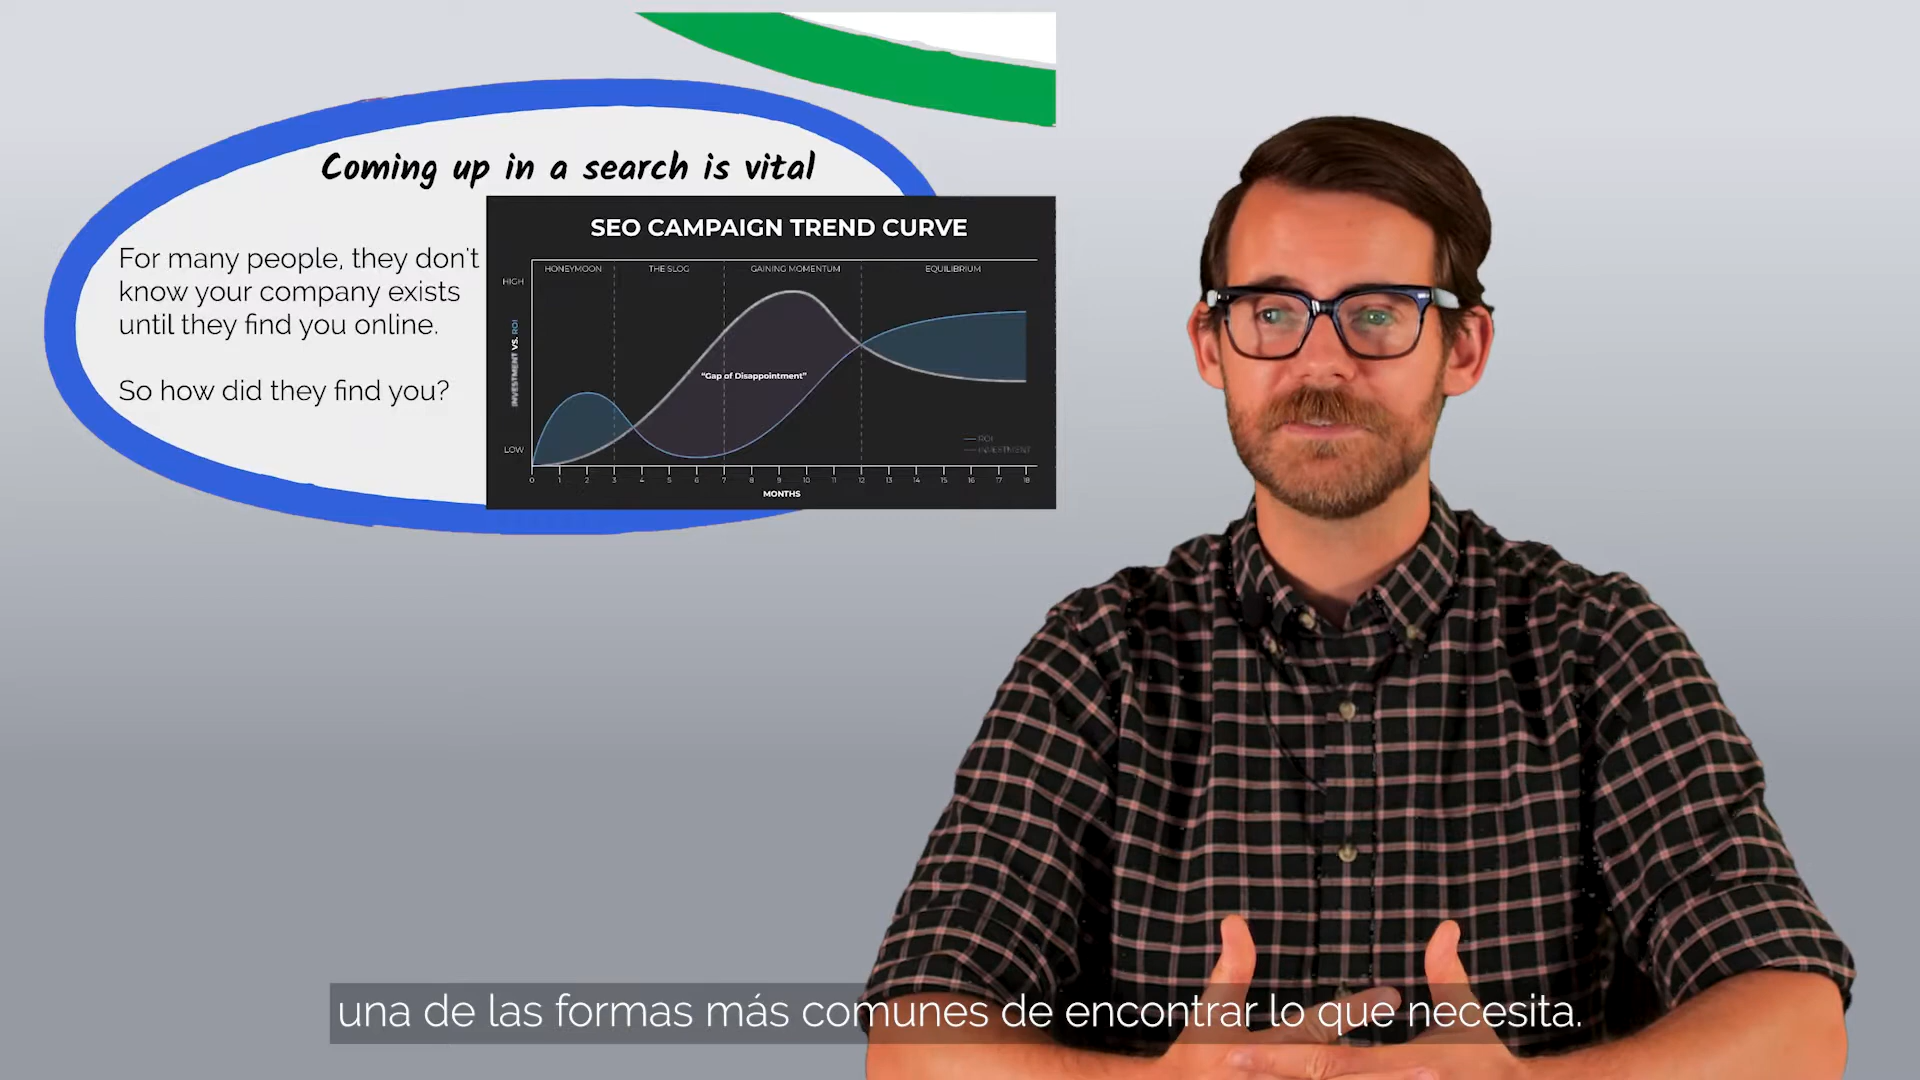 Coming up in a search is vital
For many people, they don't
know your company exists
until they find you online.
So how did they find you?
SEO CAMPAIGN TREND CURVE
HONEYMOON THE SLOG GAINING MOMENTUM EQUILIBRIUM
HIGH
INVESTMENT VS. ROI
"Gap of Disappointment"
ROI
INVESTMENT
LOW
0 1 2 3 4 5 6 7 8 9 10 11 12 13 14 15 16 17 18
MONTHS
una de las formas más comunes de encontrar lo que necesita.